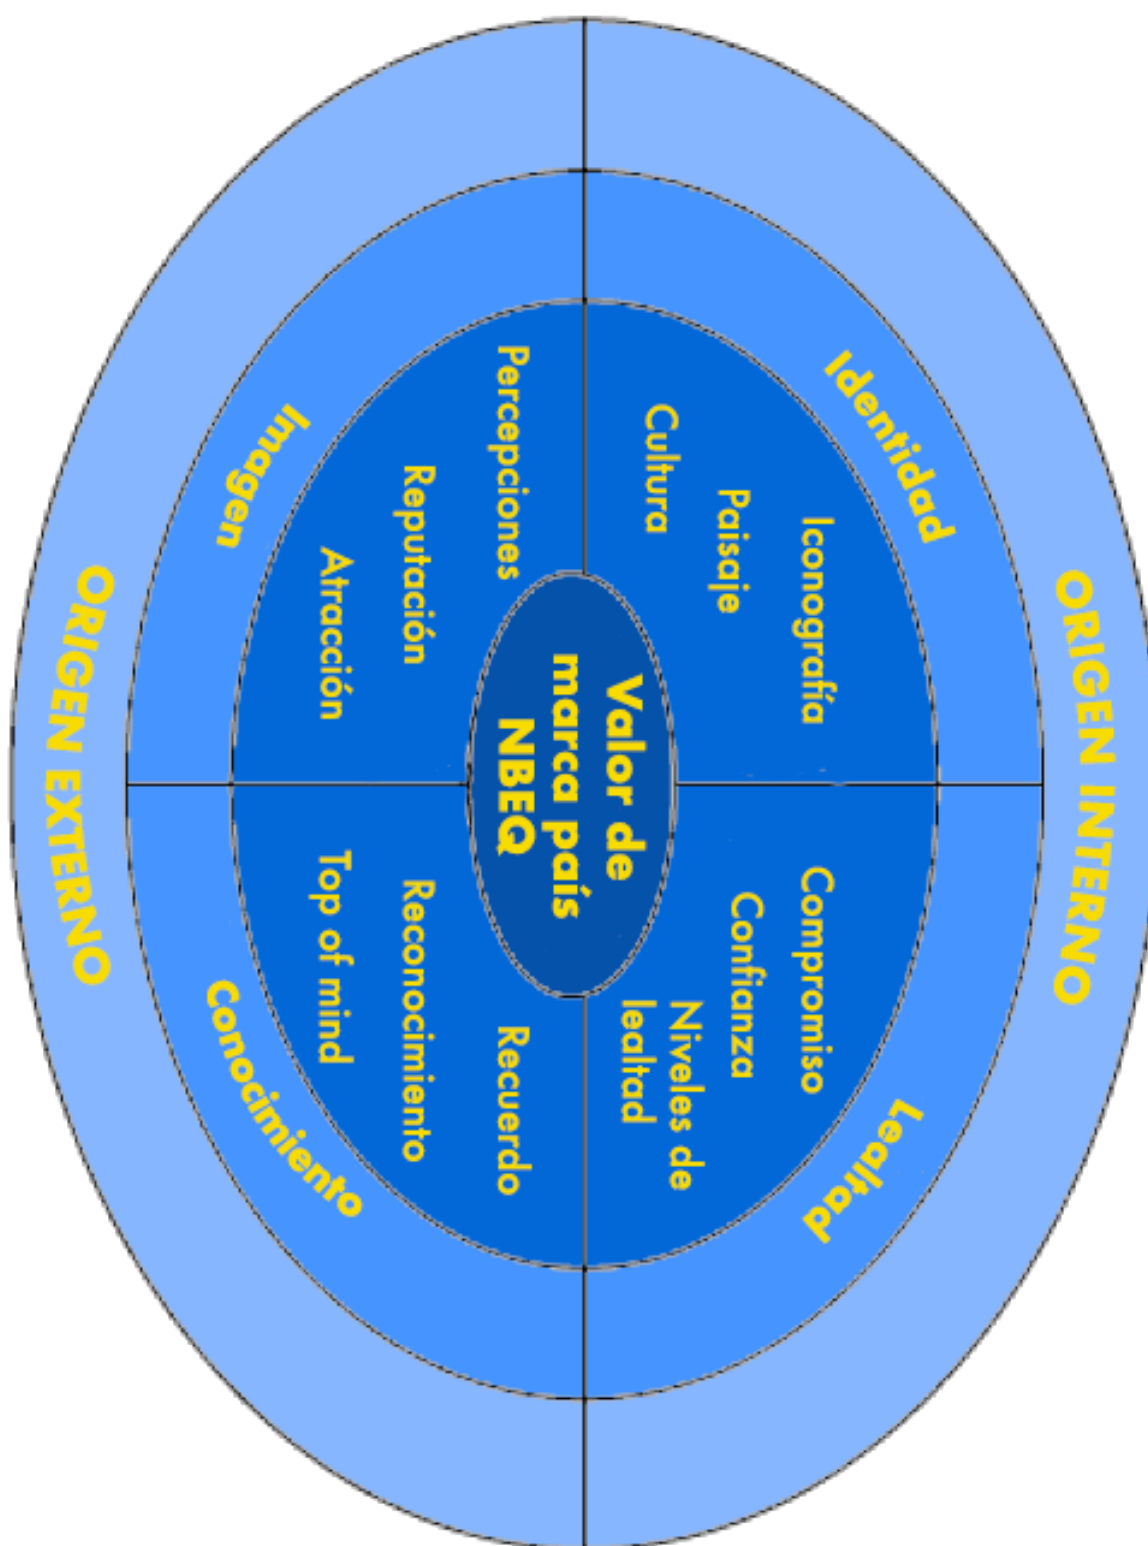 ORIGEN INTERNO
Identidad
Lealtad
Iconografía
Paisaje
Cultura
Compromiso
Confianza
Niveles de
lealtad
Valor de
marca país
NBEQ
Percepciones
Reputación
Atracción
Recuerdo
Reconocimiento
Top of mind
Imagen
Conocimiento
ORIGEN EXTERNO